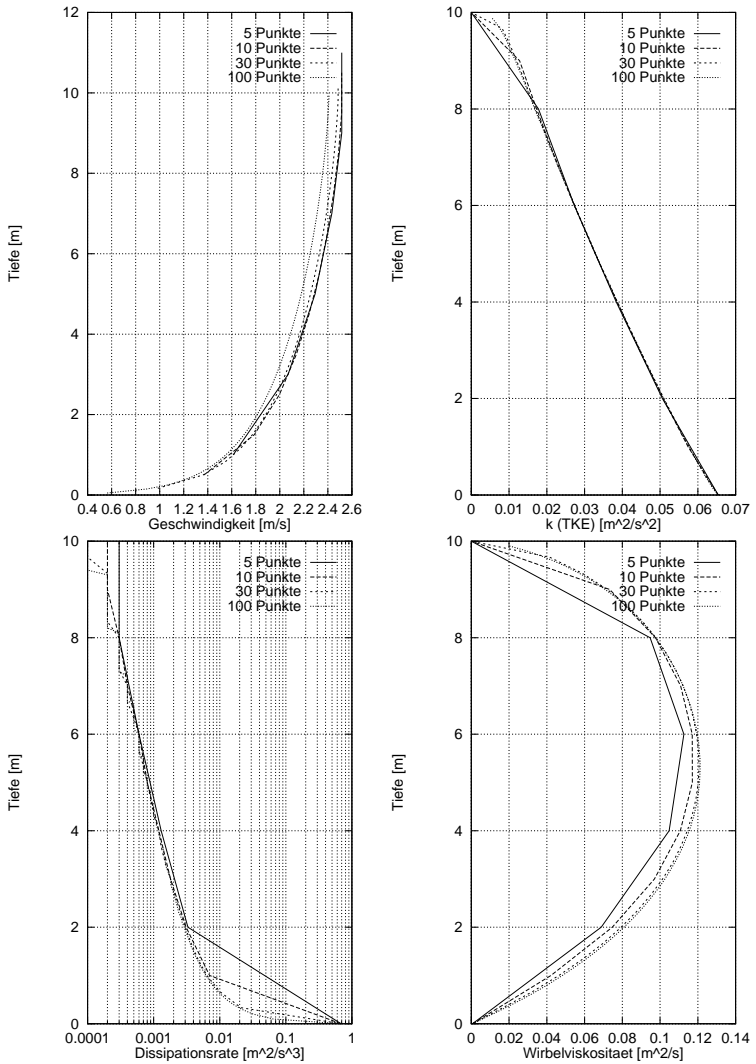 12
10
8
6
4
2
0
Tiefe [m]
0.4 0.6 0.8 1 1.2 1.4 1.6 1.8 2 2.2 2.4 2.6
Geschwindigkeit [m/s]
5 Punkte
10 Punkte
30 Punkte
100 Punkte
10
8
6
4
2
0
Tiefe [m]
0 0.01 0.02 0.03 0.04 0.05 0.06 0.07
k (TKE) [m^2/s^2]
5 Punkte
10 Punkte
30 Punkte
100 Punkte
10
8
6
4
2
0
Tiefe [m]
0.0001 0.001 0.01 0.1 1
Dissipationsrate [m^2/s^3]
5 Punkte
10 Punkte
30 Punkte
100 Punkte
10
8
6
4
2
0
Tiefe [m]
0 0.02 0.04 0.06 0.08 0.1 0.12 0.14
Wirbelviskositaet [m^2/s]
5 Punkte
10 Punkte
30 Punkte
100 Punkte